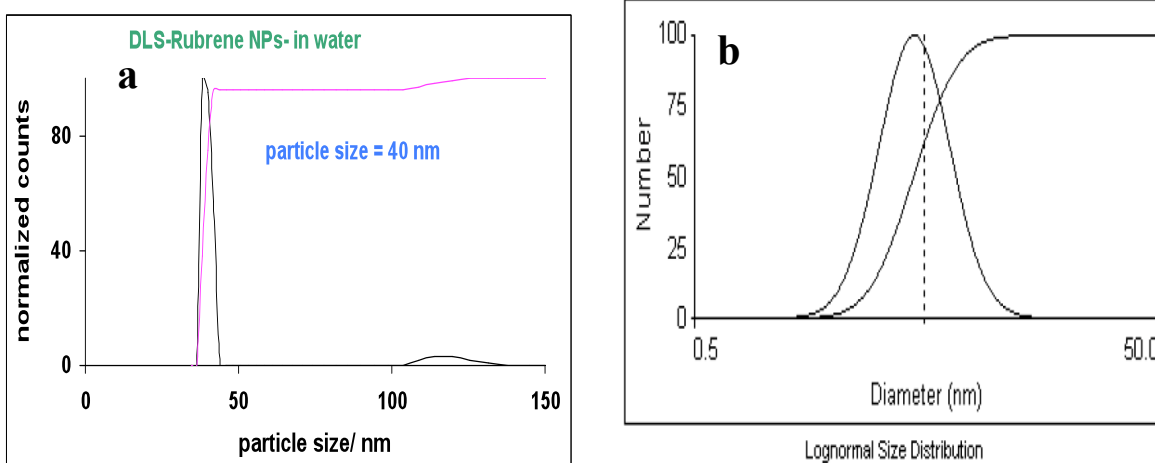 DLS-Rubrene NPs- in water
a
particle size = 40 nm
normalized counts
80
40
0
0 50 100 150
particle size/ nm
b
Number
100
75
50
25
0
0.5 50.0
Diameter (nm)
Lognormal Size Distribution